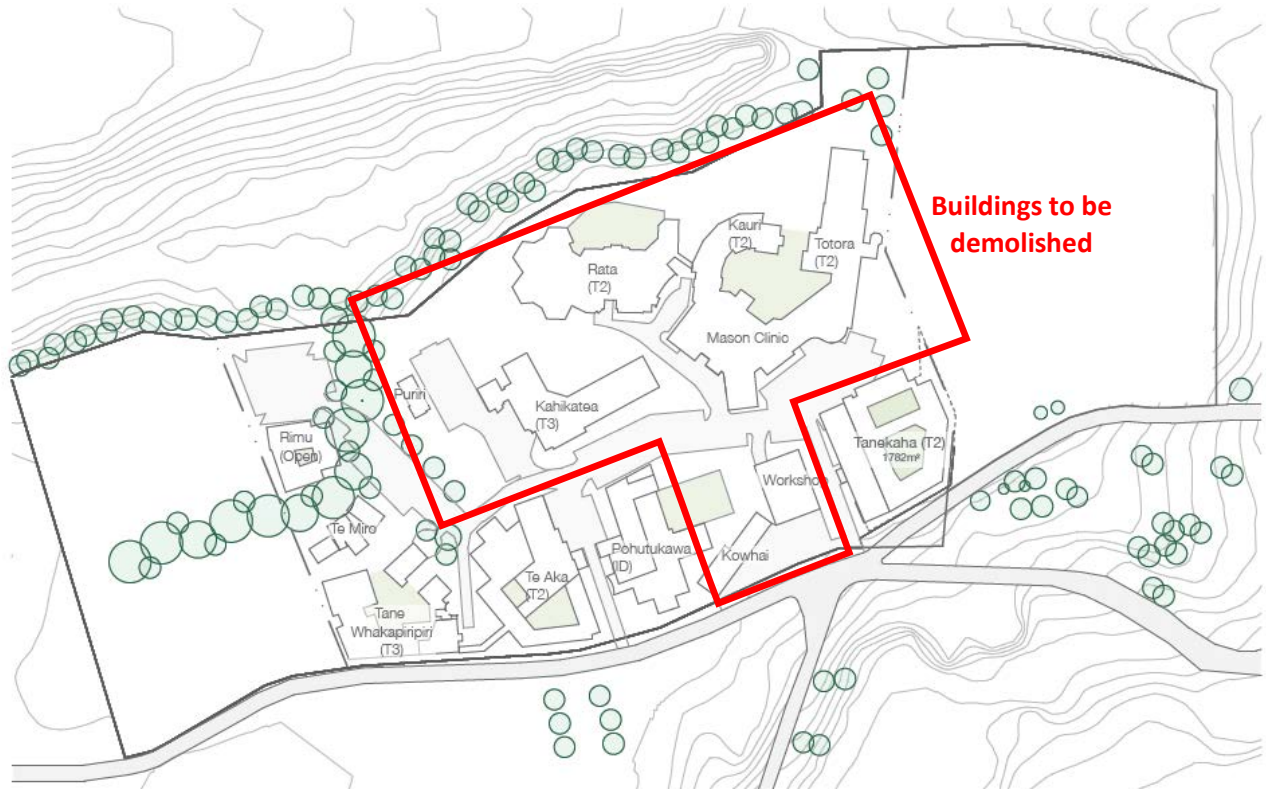 Buildings to be
demolished
Kauri
(T2)
Totora
(T2)
Rata
(T2)
Mason Clinic
Puriri
Kahikatea
(T3)
Rimu
(Open)
Tanekaha (T2)
1762m²
Workshop
Te Miro
Pohutukawa
(ID)
Kowhai
Te Aka
(T2)
Tane
Whakapiripiri
(T3)